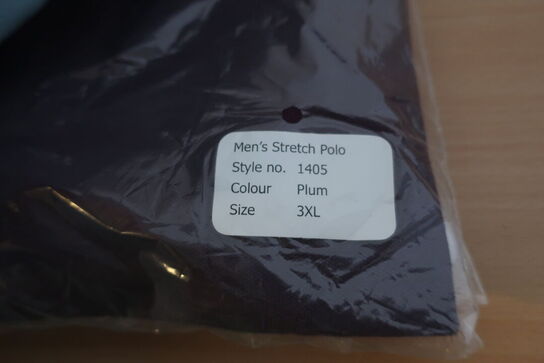 Men's Stretch Polo
Style no. 1405
Colour Plum
Size 3XL